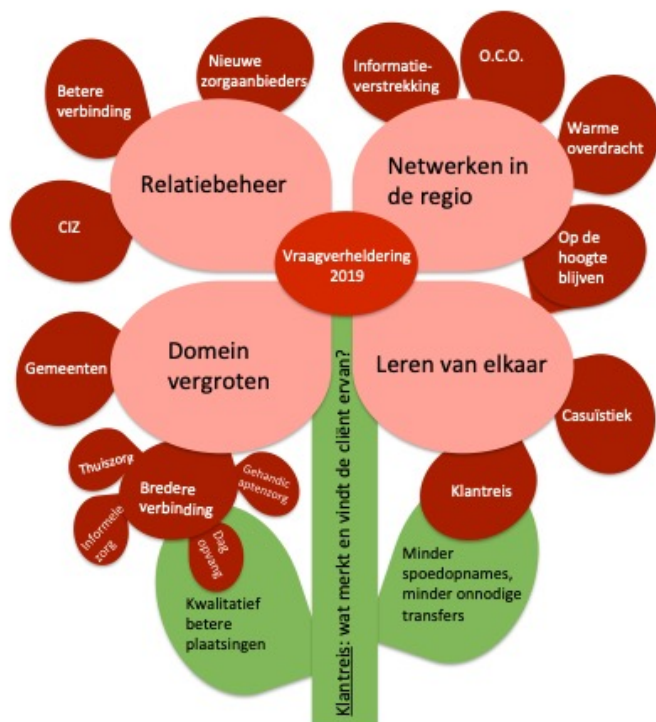 Nieuwe
zorgaanbieders
Betere
verbinding
CIZ
Relatiebeheer
Informatie-
verstrekking
O.C.O.
Warme
overdracht
Op de
hoogte
blijven
Netwerken in
de regio
Vraagverheldering
2019
Domein
vergroten
Gemeenten
Bredere
verbinding
Thuiszorg
Informele
zorg
Dag
opvang
Gehandic
aptenzorg
Leren van elkaar
Casuïstiek
Klantreis
Kwalitatief
betere
plaatsingen
Klantreis: wat merkt en vindt de cliënt ervan?
Minder
spoedopnames,
minder onnodige
transfers